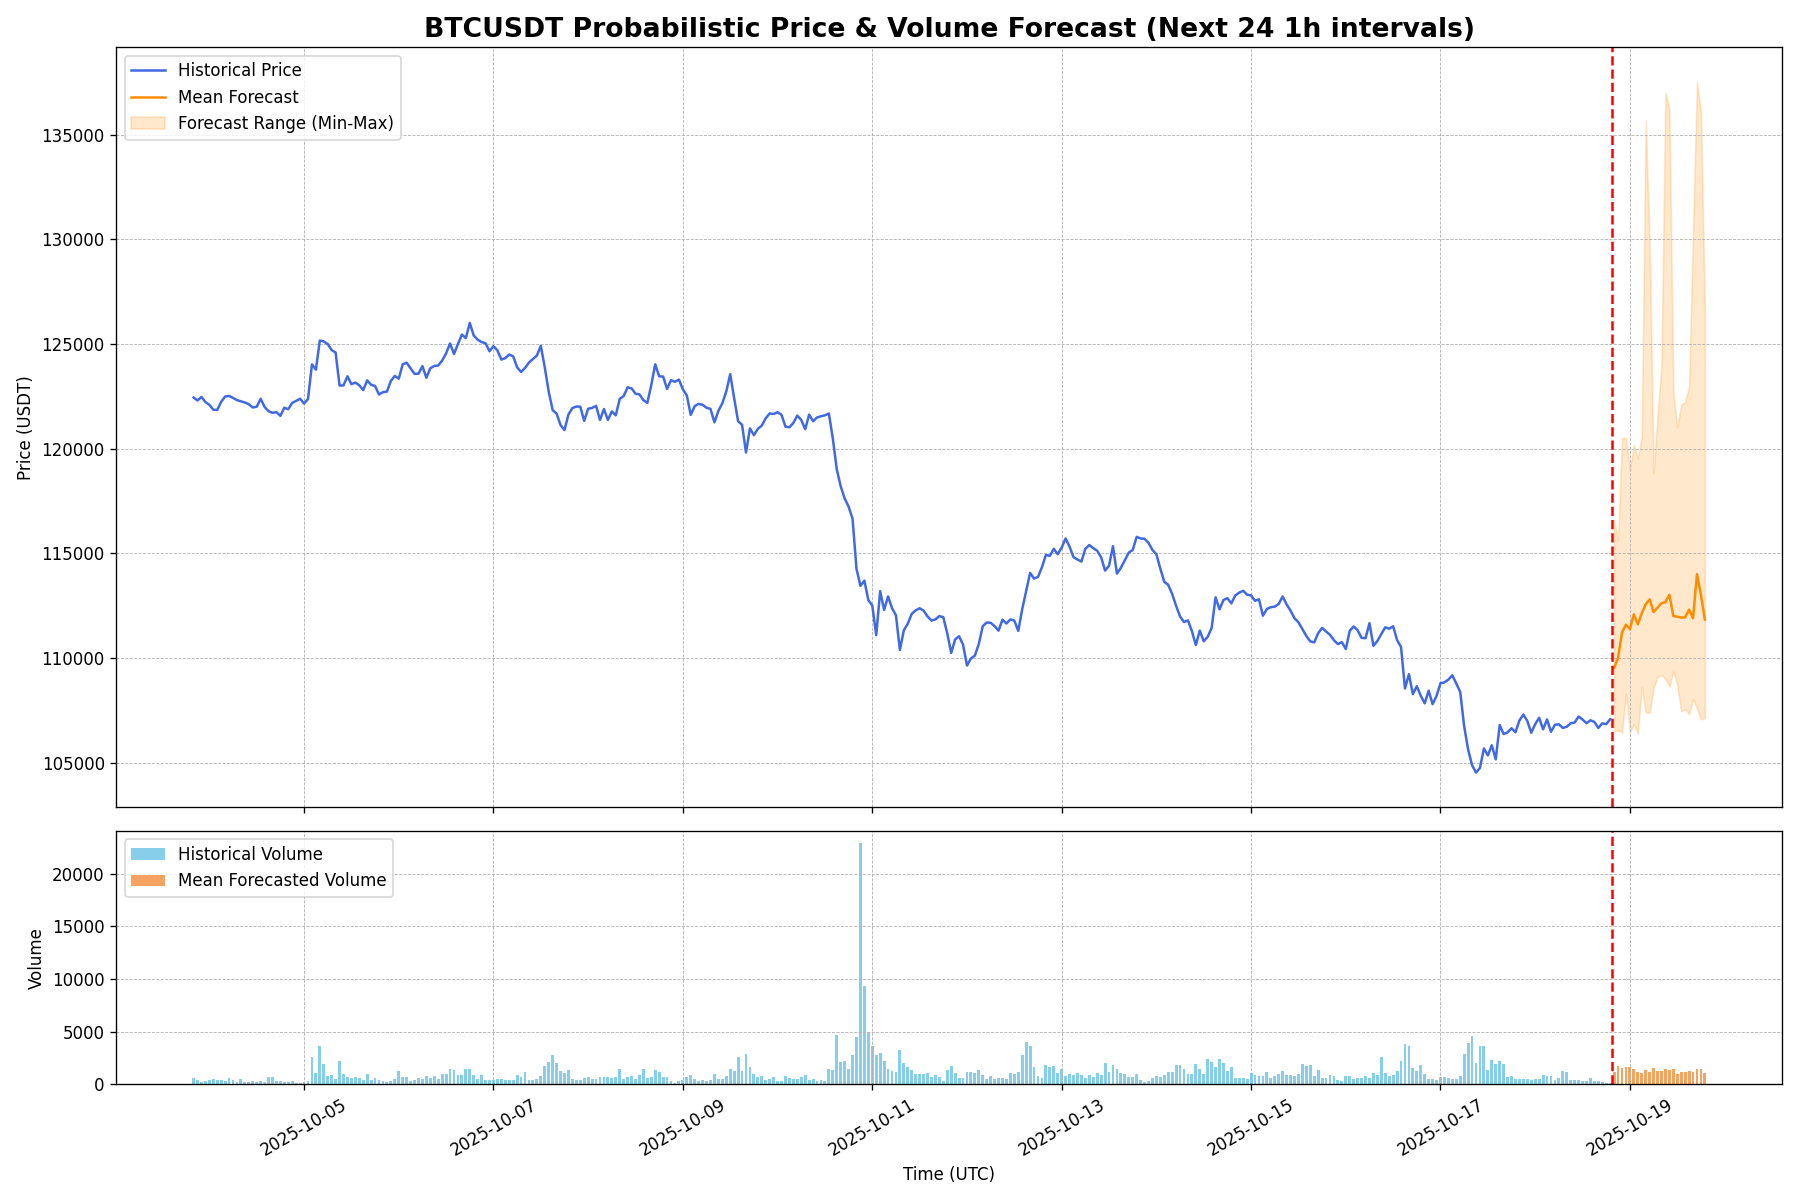 BTCUSDT Probabilistic Price & Volume Forecast (Next 24 1h intervals)
Historical Price
Mean Forecast
Forecast Range (Min-Max)
135000
130000
125000
120000
115000
110000
105000
Price (USDT)
Historical Volume
Mean Forecasted Volume
20000
15000
10000
5000
0
Volume
2025-10-05
2025-10-07
2025-10-09
2025-10-11
2025-10-13
2025-10-15
2025-10-17
2025-10-19
Time (UTC)